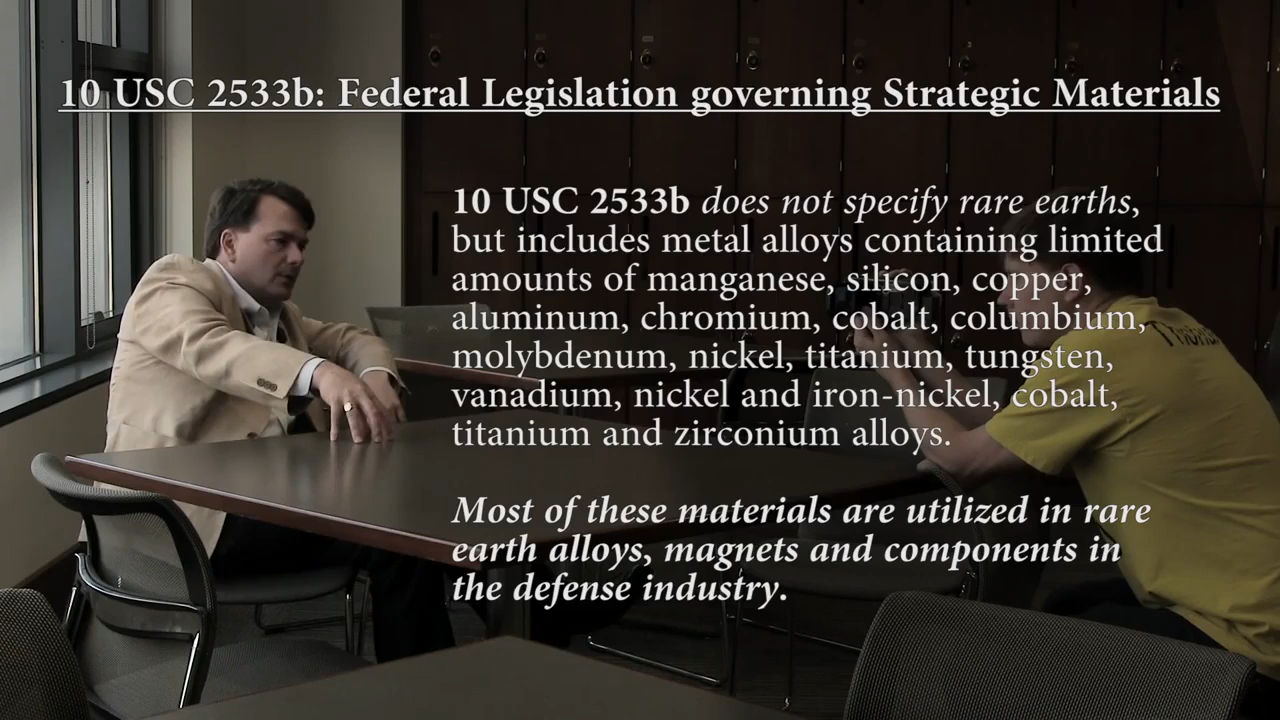 10 USC 2533b: Federal Legislation governing Strategic Materials
10 USC 2533b does not specify rare earths,
but includes metal alloys containing limited
amounts of manganese, silicon, copper,
aluminum, chromium, cobalt, columbium,
molybdenum, nickel, titanium, tungsten,
vanadium, nickel and iron-nickel, cobalt,
titanium and zirconium alloys.
Most of these materials are utilized in rare
earth alloys, magnets and components in
the defense industry.